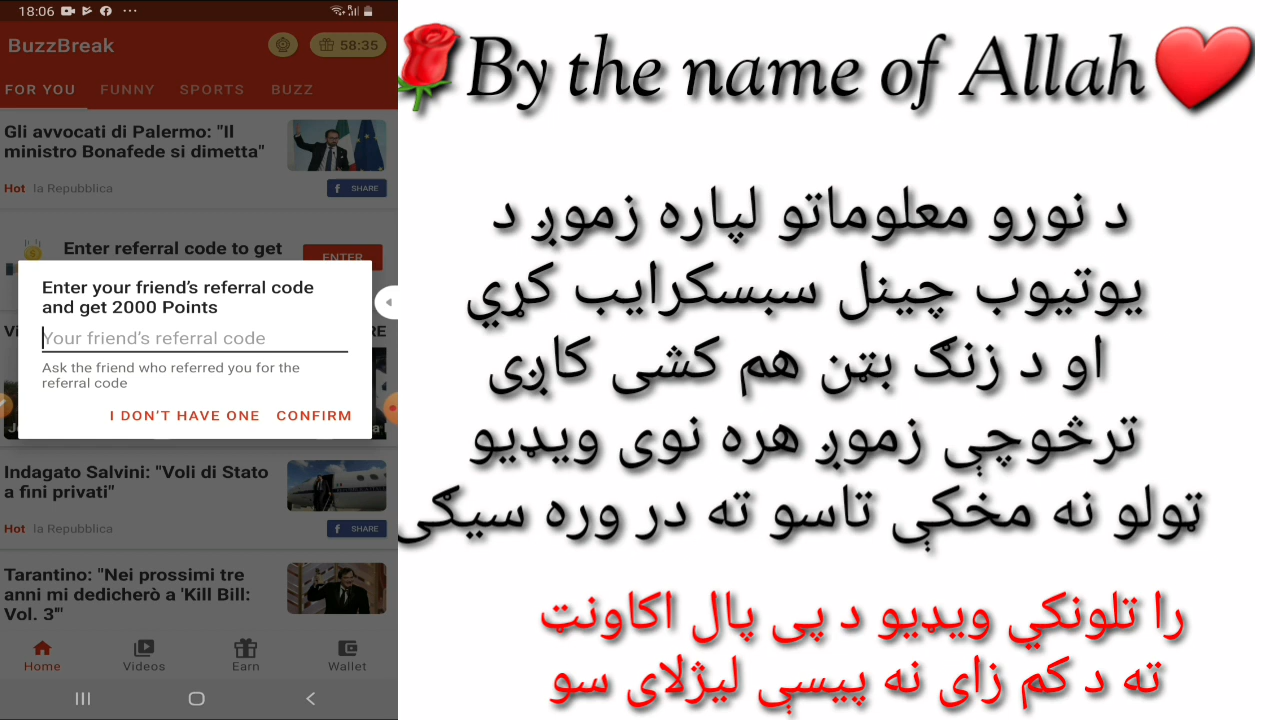 18:06
BuzzBreak
58:35
FOR YOU FUNNY SPORTS BUZZ
Gli avvocati di Palermo: "Il
ministro Bonafede si dimetta"
Hot la Repubblica
SHARE
Enter referral code to get
ENTER
Enter your friend's referral code
and get 2000 Points
Your friend's referral code
Ask the friend who referred you for the
referral code
I DON'T HAVE ONE CONFIRM
Indagato Salvini: "Voli di Stato
a fini privati"
Hot la Repubblica
SHARE
Tarantino: "Nei prossimi tre
anni mi dedicherò a 'Kill Bill:
Vol. 3'"
Home Videos Earn Wallet
By the name of Allah
د نورو معلوماتو لپاره زموږ د
یوتیوب چینل سبسکرایب کړي
او د زنګ بټن هم کشی کاږی
ترڅوچې زموږ هره نوی ویډیو
ټولو نه مخکې تاسو ته در وره سیګی
را تلونکي ویډیو د پی پال اکاونټ
ته د کم زای نه پیسې لیژلای سو